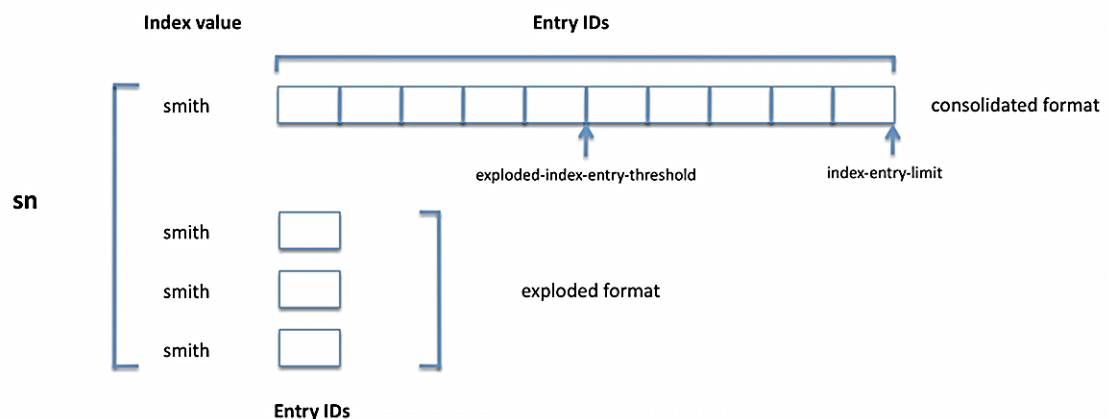 Index value Entry IDs
smith consolidated format
exploded-index-entry-threshold index-entry-limit
sn
smith
smith exploded format
smith
Entry IDs